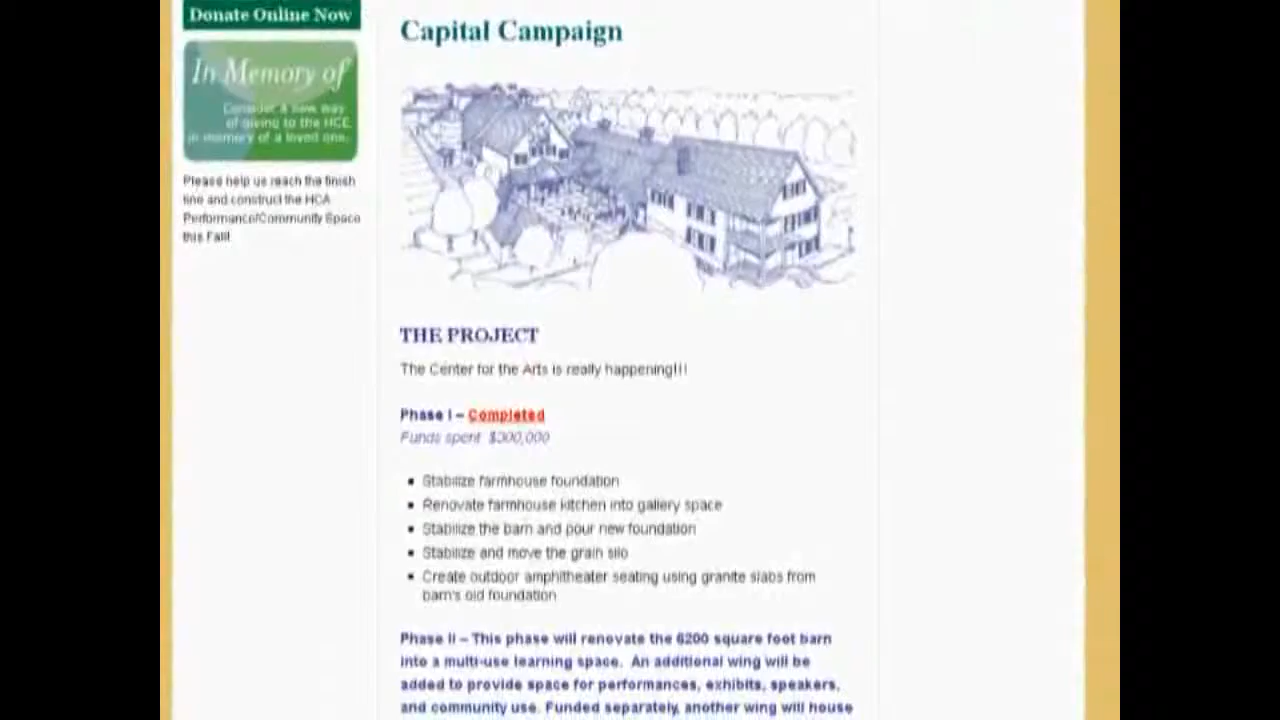 Donate Online Now
In Memory of
Consider a new way
of giving to the HCE
in memory of a loved one.
Please help us reach the finish
line and construct the HCA
Performance/Community Space
this Fall!
Capital Campaign
THE PROJECT
The Center for the Arts is really happening!!!
Phase I – Completed
Funds spent $300,000
Stabilize farmhouse foundation
Renovate farmhouse kitchen into gallery space
Stabilize the barn and pour new foundation
Stabilize and move the grain silo
Create outdoor amphitheater seating using granite slabs from
barn's old foundation
Phase II – This phase will renovate the 6200 square foot barn
into a multi-use learning space. An additional wing will be
added to provide space for performances, exhibits, speakers,
and community use. Funded separately, another wing will house